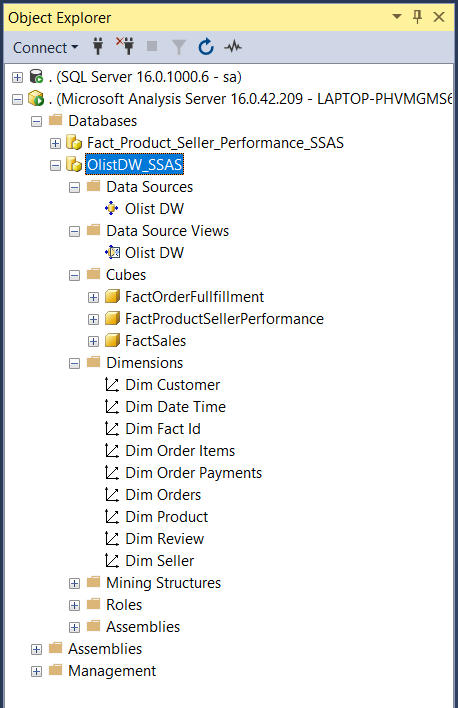 Object Explorer
Connect
. (SQL Server 16.0.1000.6 - sa)
. (Microsoft Analysis Server 16.0.42.209 - LAPTOP-PHVMGMS6
Databases
Fact_Product_Seller_Performance_SSAS
OlistDW_SSAS
Data Sources
Olist DW
Data Source Views
Olist DW
Cubes
FactOrderFullfillment
FactProductSellerPerformance
FactSales
Dimensions
Dim Customer
Dim Date Time
Dim Fact Id
Dim Order Items
Dim Order Payments
Dim Orders
Dim Product
Dim Review
Dim Seller
Mining Structures
Roles
Assemblies
Assemblies
Management